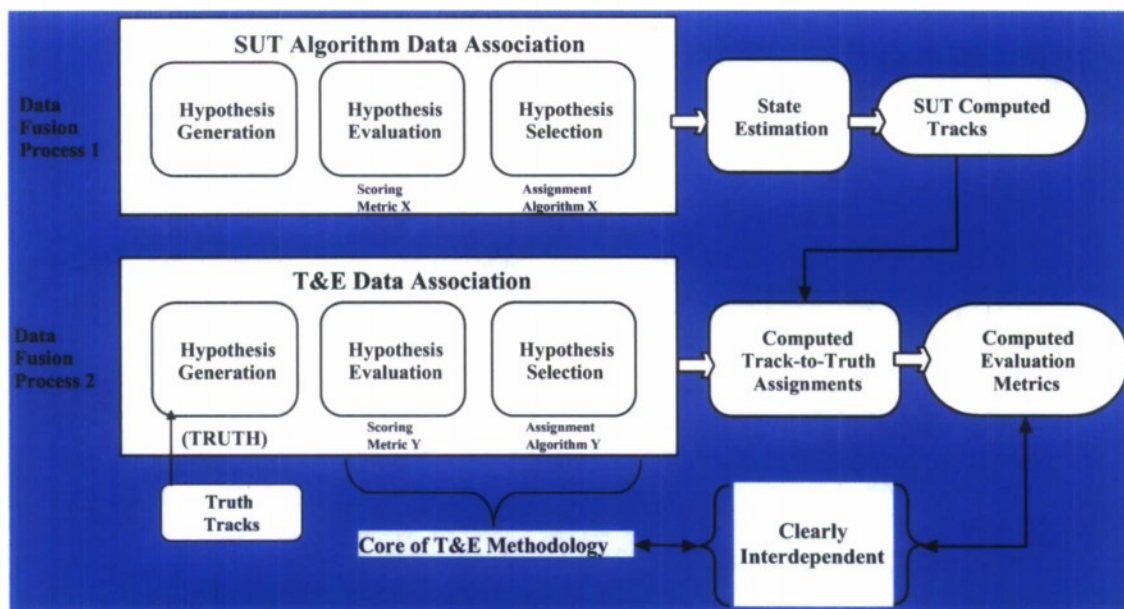 SUT Algorithm Data Association
Data
Fusion
Process 1
Hypothesis
Generation
Hypothesis
Evaluation
Hypothesis
Selection
Scoring
Metric X
Assignment
Algorithm X
State
Estimation
SUT Computed
Tracks
T&E Data Association
Data
Fusion
Process 2
Hypothesis
Generation
Hypothesis
Evaluation
Hypothesis
Selection
(TRUTH)
Scoring
Metric Y
Assignment
Algorithm Y
Computed
Track-to-Truth
Assignments
Computed
Evaluation
Metrics
Truth
Tracks
Core of T&E Methodology
Clearly
Interdependent